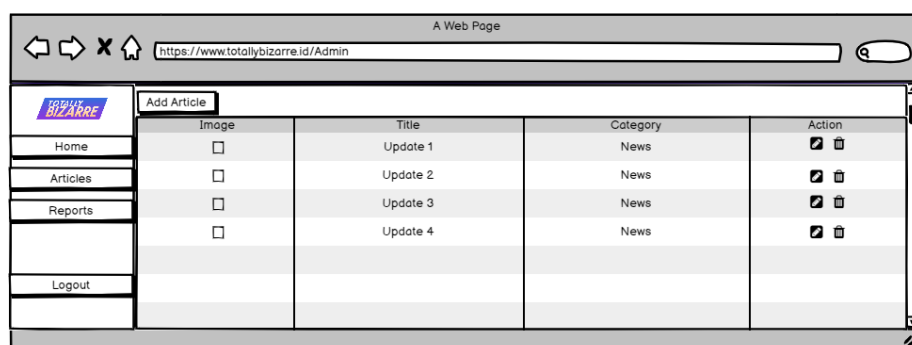 A Web Page
https://www.totallybizarre.id/Admin
TOTALLY
BIZARRE
Home
Articles
Reports
Logout
Add Article
Image Title Category Action
Update 1 News
Update 2 News
Update 3 News
Update 4 News